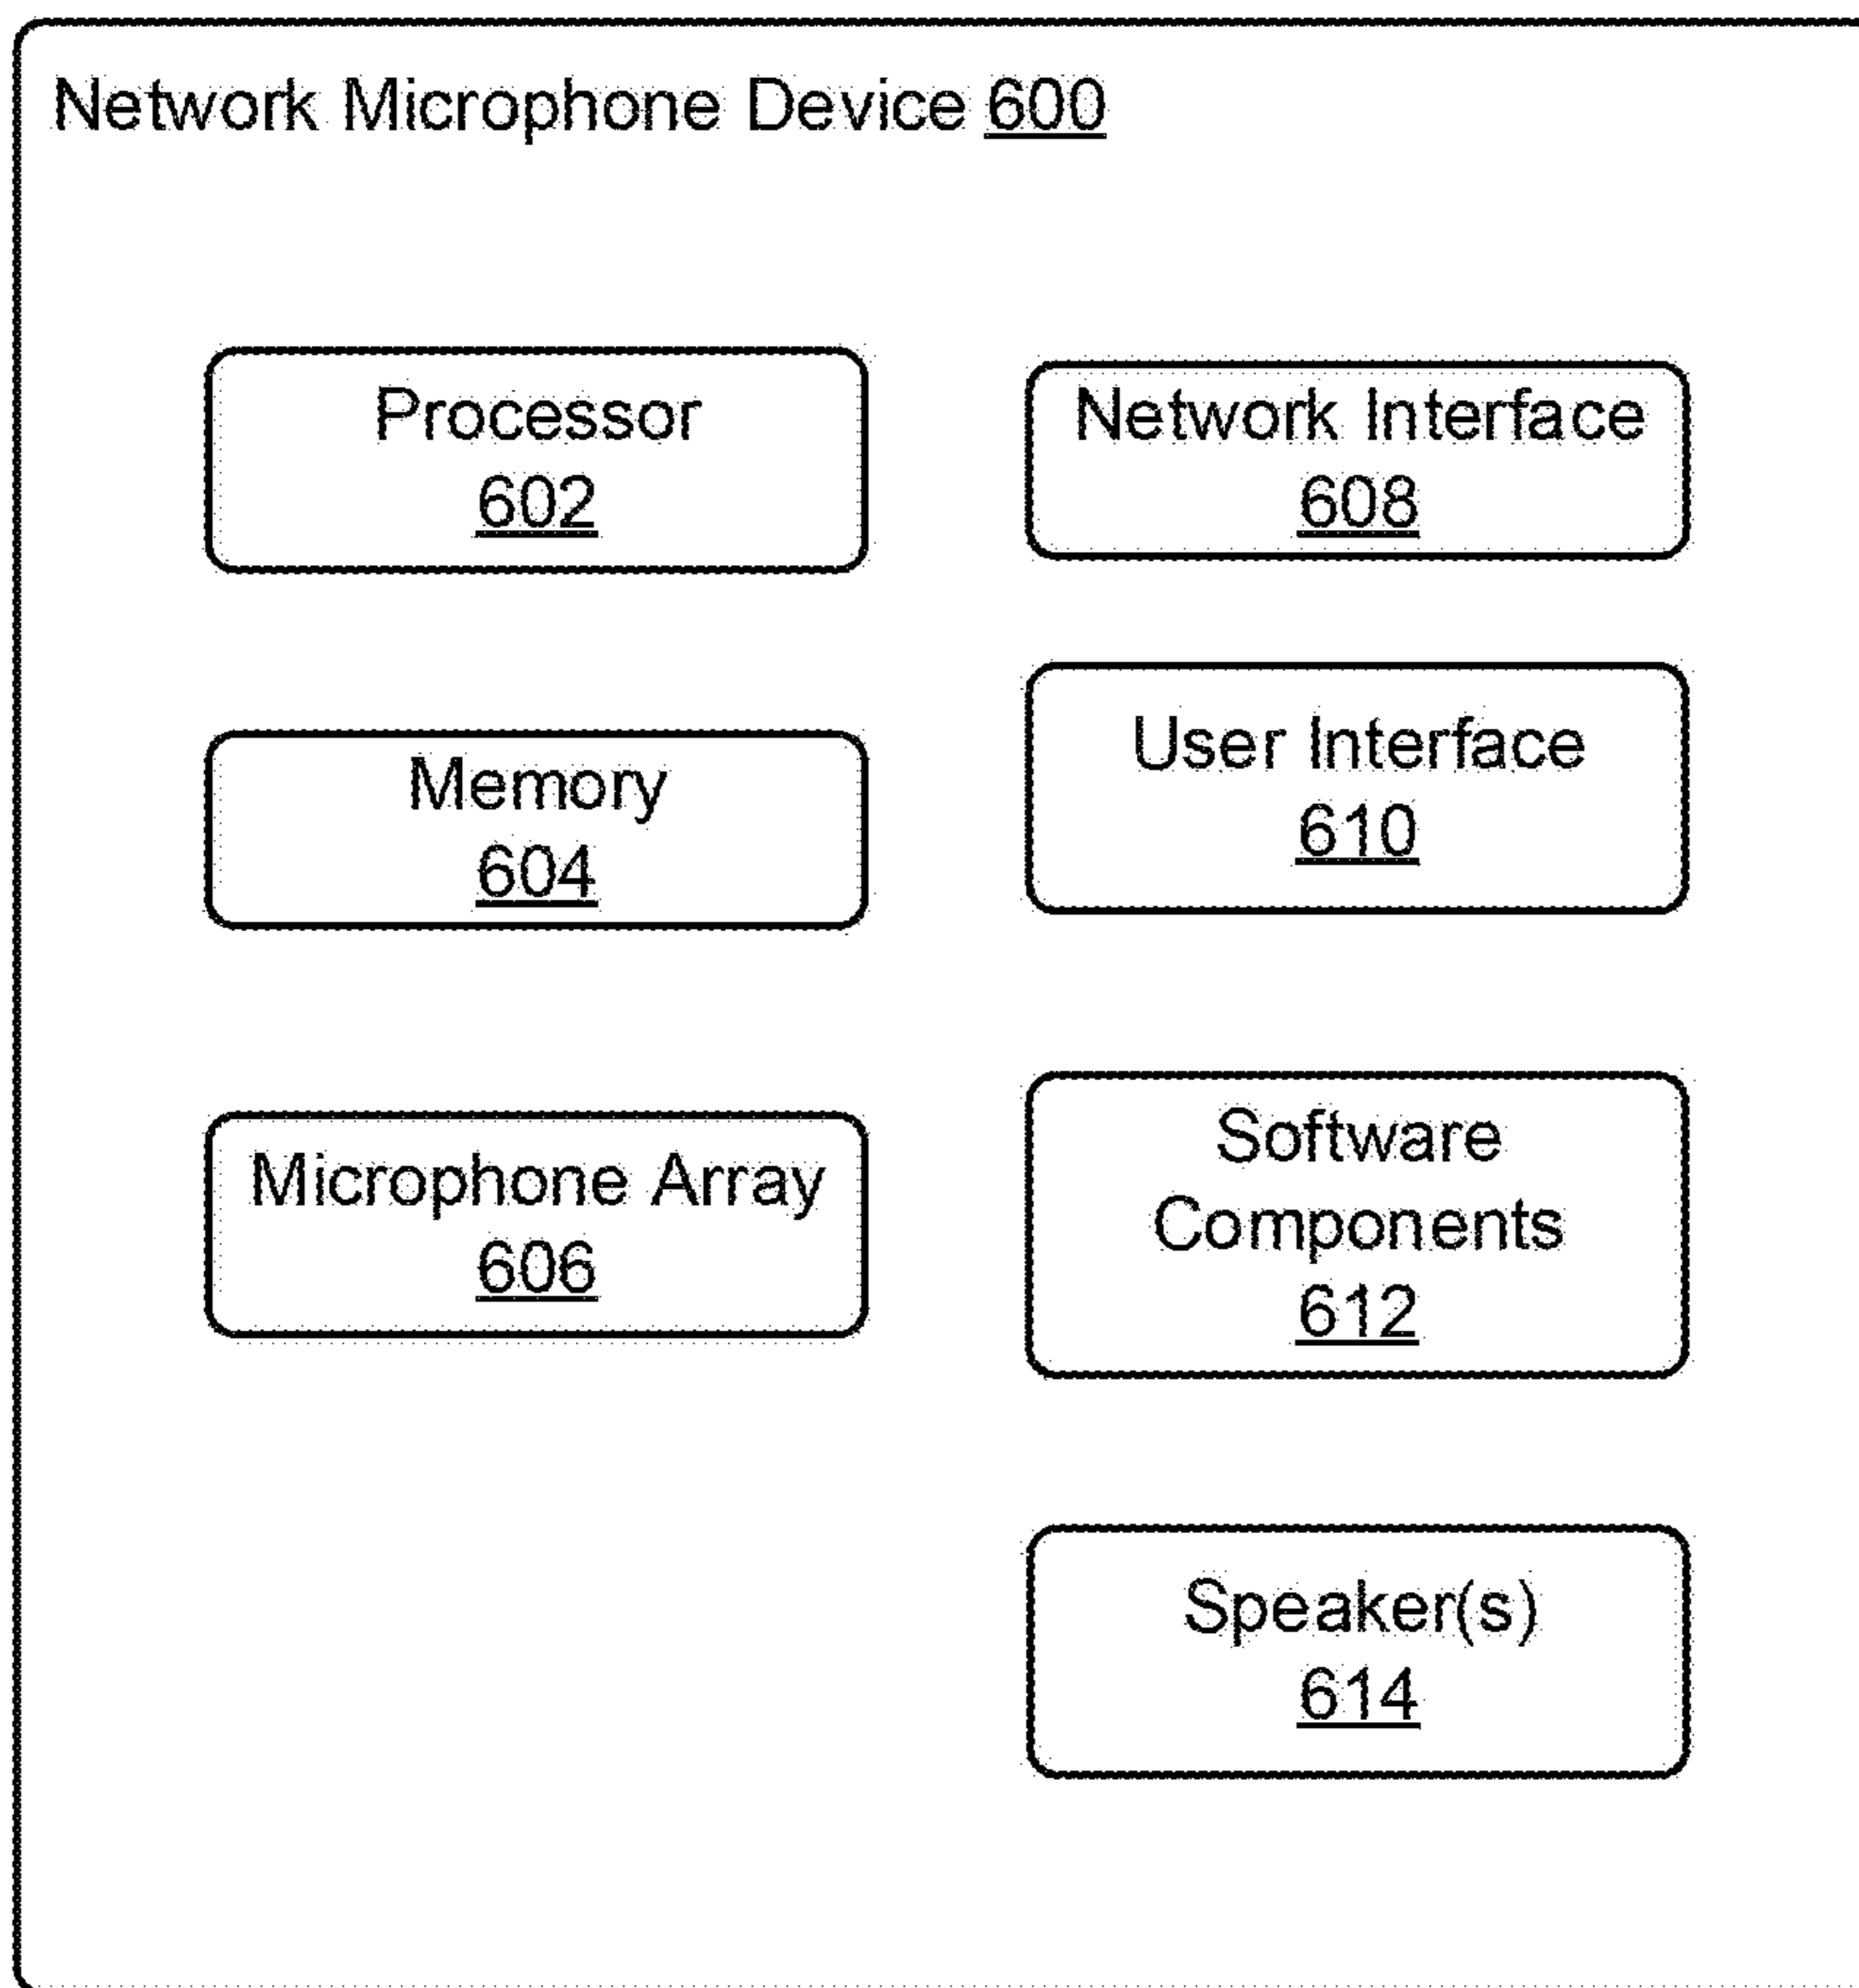 Network Microphone Device 600
Processor
602
Memory
604
Microphone Array
606
Network Interface
608
User Interface
610
Software
Components
612
Speaker(s)
614